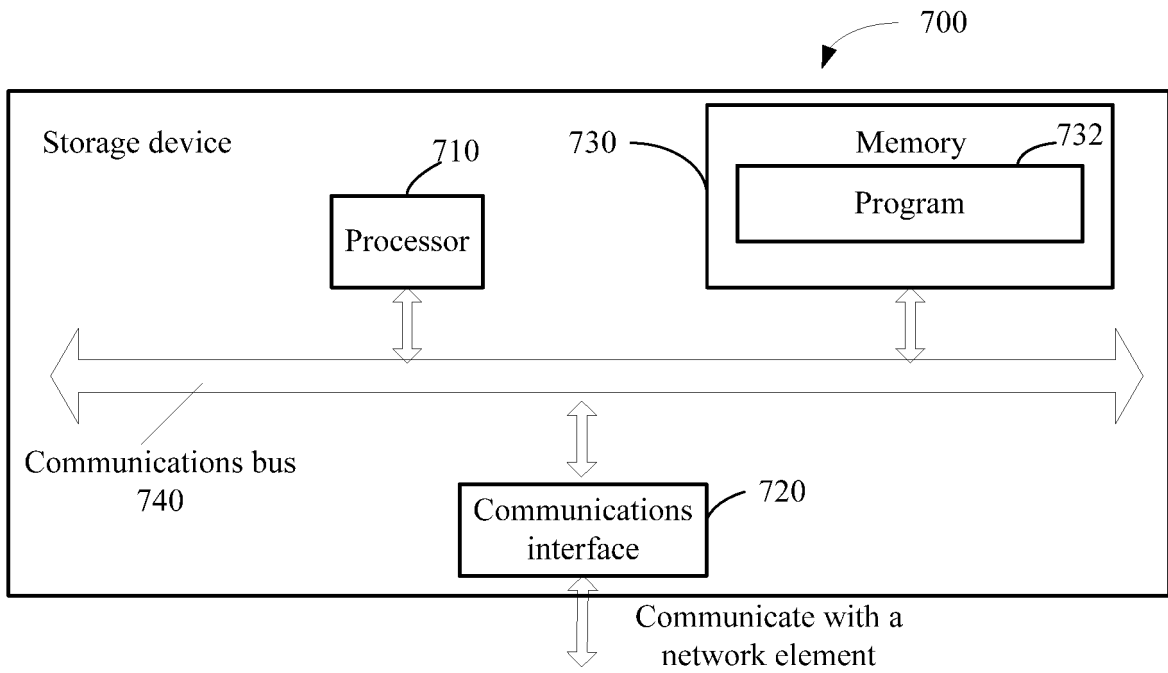 700
Storage device
710
730
Memory
732
Program
Processor
Communications bus
740
Communications
interface
720
Communicate with a
network element